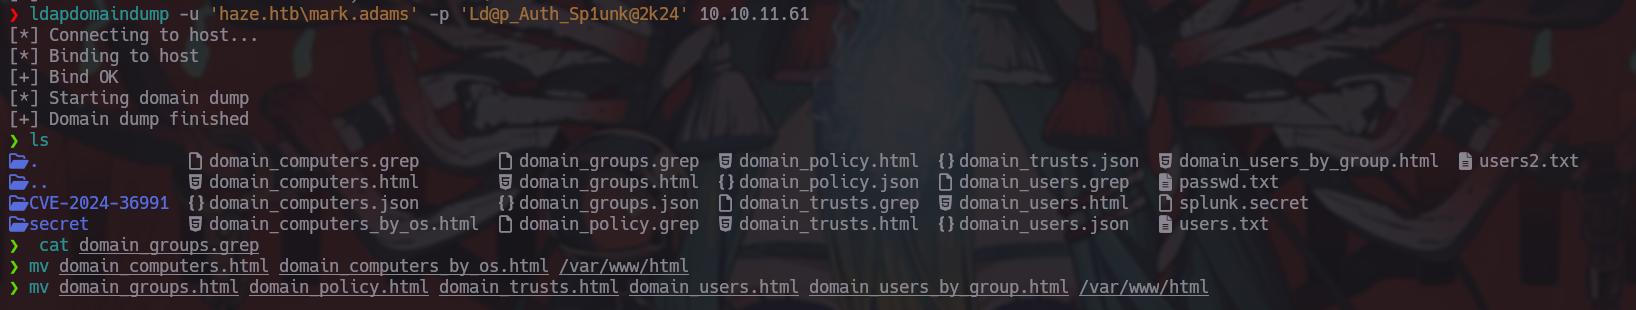 ❯ ldapdomaindump -u 'haze.htb\mark.adams' -p 'Ld@p_Auth_Sp1unk@2k24' 10.10.11.61
[*] Connecting to host...
[*] Binding to host
[+] Bind OK
[*] Starting domain dump
[+] Domain dump finished
❯ ls
. domain_computers.grep domain_groups.grep domain_policy.html {} domain_trusts.json domain_users_by_group.html users2.txt
.. domain_computers.html domain_groups.html {} domain_policy.json domain_users.grep passwd.txt
CVE-2024-36991 {} domain_computers.json {} domain_groups.json domain_trusts.grep domain_users.html splunk.secret
secret domain_computers_by_os.html domain_policy.grep domain_trusts.html {} domain_users.json users.txt
❯ cat domain_groups.grep
❯ mv domain_computers.html domain_computers_by_os.html /var/www/html
❯ mv domain_groups.html domain_policy.html domain_trusts.html domain_users.html domain_users_by_group.html /var/www/html